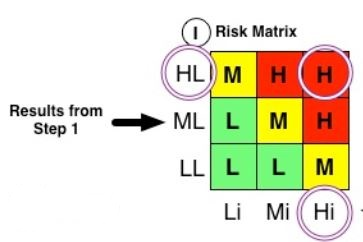 I Risk Matrix
HL M H H
Results from
Step 1
ML L M H
LL L L M
Li Mi Hi